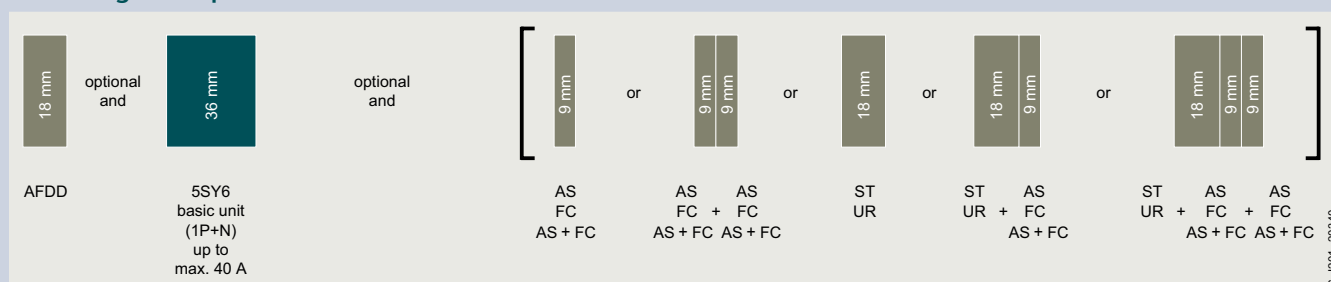 18 mm
optional
and
36 mm
optional
and
9 mm
or
9 mm 9 mm
or
18 mm
or
18 mm 9 mm
or
18 mm 9 mm 9 mm
AFDD
5SY6
basic unit
(1P+N)
up to
max. 40 A
AS
FC
AS + FC
AS AS
FC + FC
AS + FC AS + FC
ST
UR
ST AS
UR + FC
AS + FC
ST AS AS
UR + FC + FC
AS + FC AS + FC